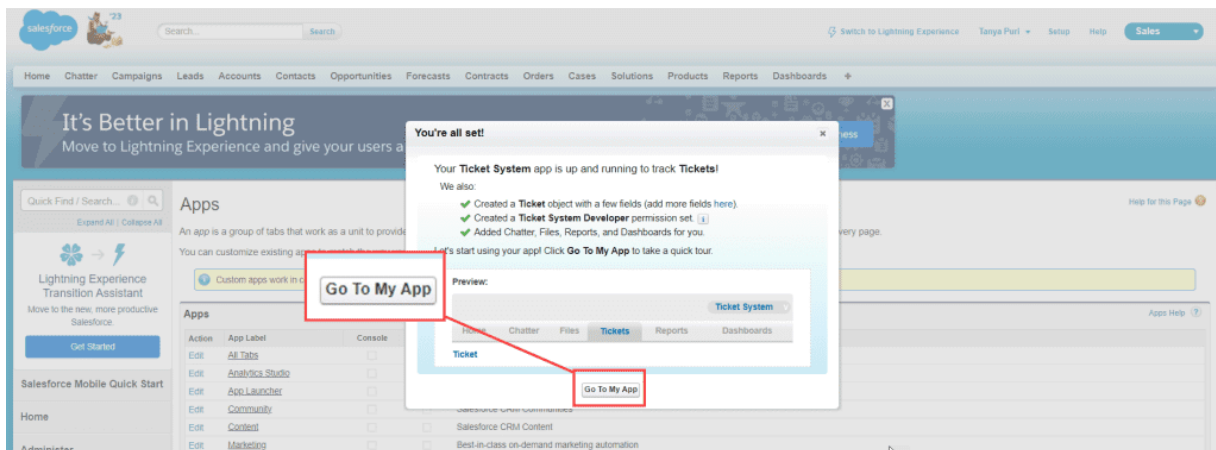 salesforce
'23
Search...
Search
Switch to Lightning Experience
Tanya Puri
Setup
Help
Sales
Home Chatter Campaigns Leads Accounts Contacts Opportunities Forecasts Contracts Orders Cases Solutions Products Reports Dashboards +
It's Better in Lightning
Move to Lightning Experience and give your users a
ness
x
You're all set!
x
Your Ticket System app is up and running to track Tickets!
We also:
Created a Ticket object with a few fields (add more fields here).
Created a Ticket System Developer permission set. i
Added Chatter, Files, Reports, and Dashboards for you.
Let's start using your app! Click Go To My App to take a quick tour.
Preview:
Ticket System
Home Chatter Files Tickets Reports Dashboards
Ticket
Go To My App
Go To My App
Quick Find / Search...
Expand All | Collapse All
Lightning Experience
Transition Assistant
Move to the new, more productive
Salesforce.
Get Started
Salesforce Mobile Quick Start
Home
Administer
Apps
Help for this Page
An app is a group of tabs that work as a unit to provide
very page.
You can customize existing apps to match the way you
Custom apps work in
Apps
Apps Help ?
Action App Label Console
Edit All Tabs
Edit Analytics Studio
Edit App Launcher
Edit Community Salesforce CRM Communities
Edit Content Salesforce CRM Content
Edit Marketing Best-in-class on-demand marketing automation